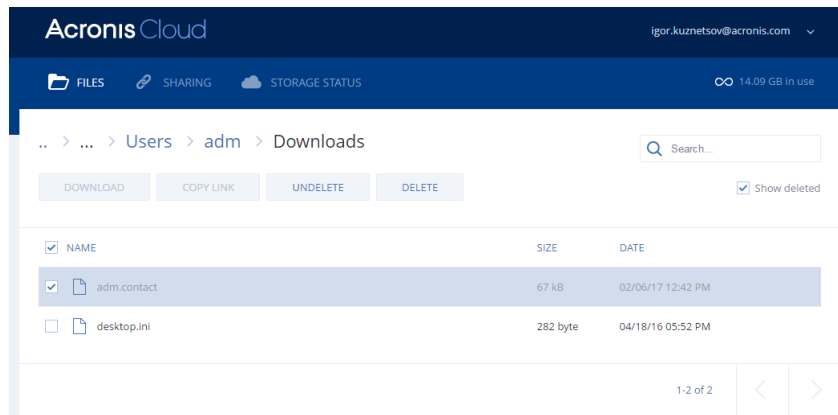 Acronis Cloud
igor.kuznetsov@acronis.com
FILES SHARING STORAGE STATUS 14.09 GB in use
.. > ... > Users > adm > Downloads
Search...
DOWNLOAD COPY LINK UNDELETE DELETE Show deleted
NAME SIZE DATE
adm.contact 67 kB 02/06/17 12:42 PM
desktop.ini 282 byte 04/18/16 05:52 PM
1-2 of 2